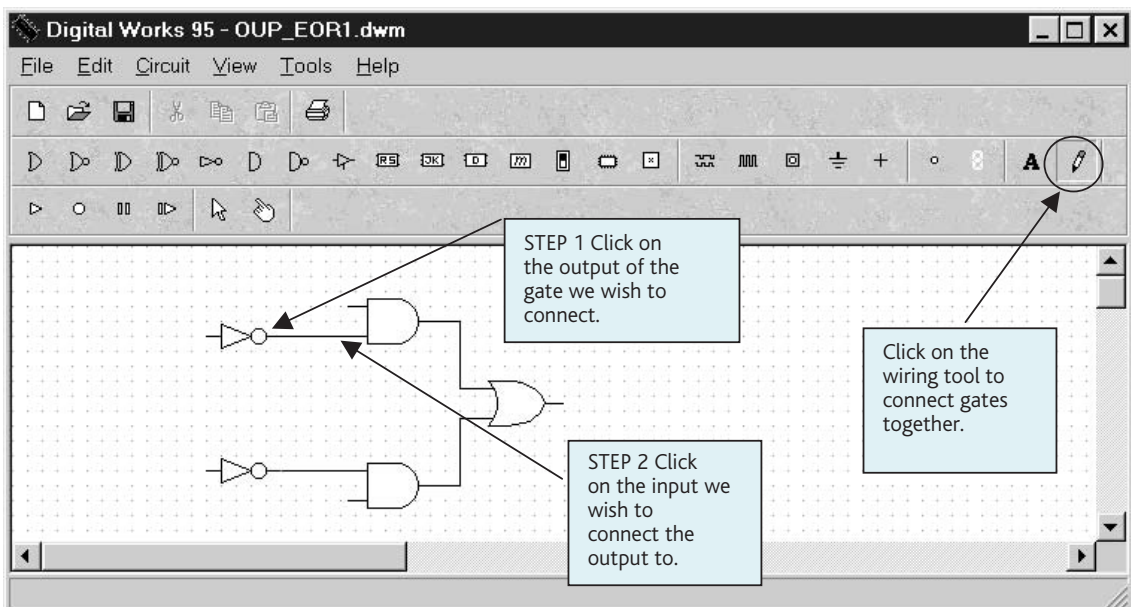 Digital Works 95 - OUP_EOR1.dwm
File Edit Circuit View Tools Help
RS JK D m A
STEP 1 Click on
the output of the
gate we wish to
connect.
Click on the
wiring tool to
connect gates
together.
STEP 2 Click
on the input we
wish to
connect the
output to.